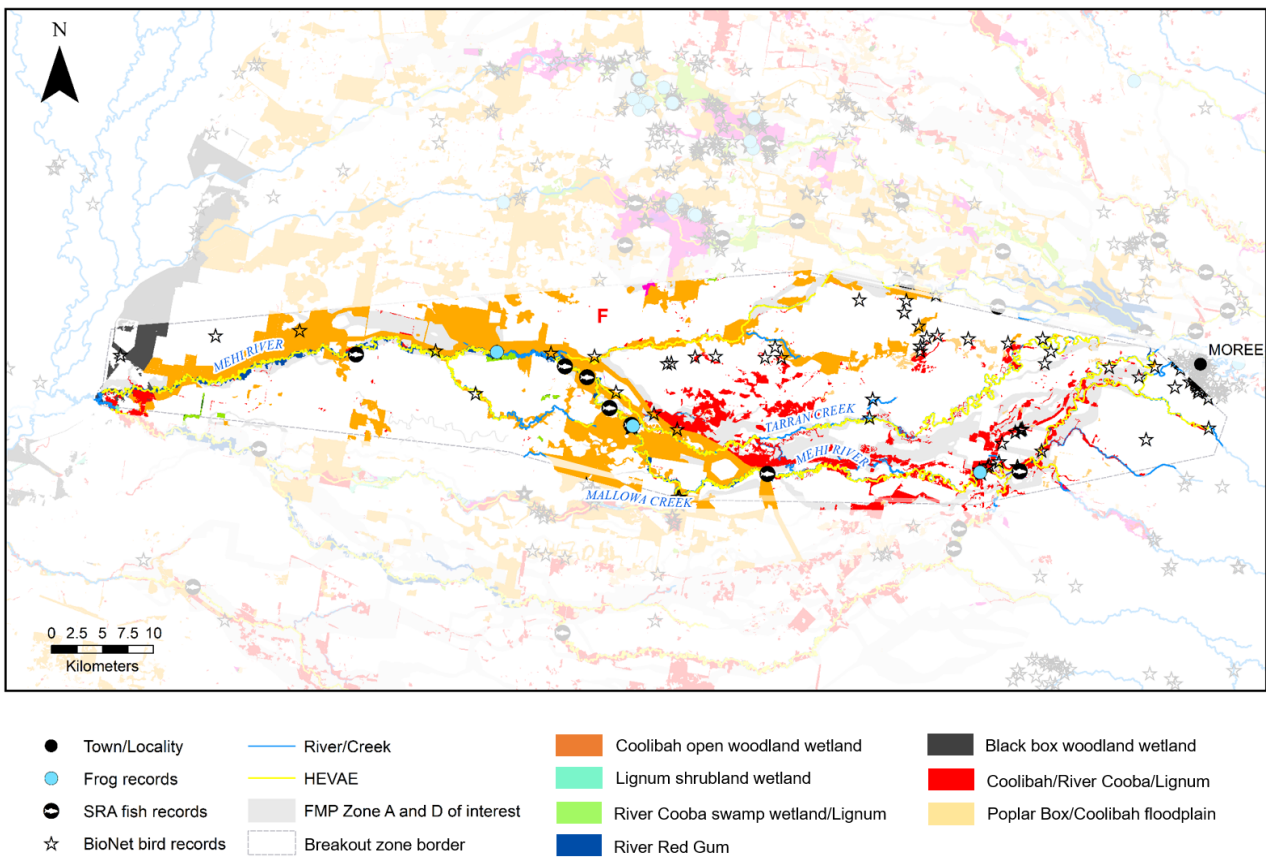 N
F
MOREE
MEHI RIVER
TARRAN CREEK
MEHI RIVER
MALLOWA CREEK
0 2.5 5 7.5 10
Kilometers
Town/Locality
Frog records
SRA fish records
BioNet bird records
River/Creek
HEVAE
FMP Zone A and D of interest
Breakout zone border
Coolibah open woodland wetland
Lignum shrubland wetland
River Cooba swamp wetland/Lignum
River Red Gum
Black box woodland wetland
Coolibah/River Cooba/Lignum
Poplar Box/Coolibah floodplain